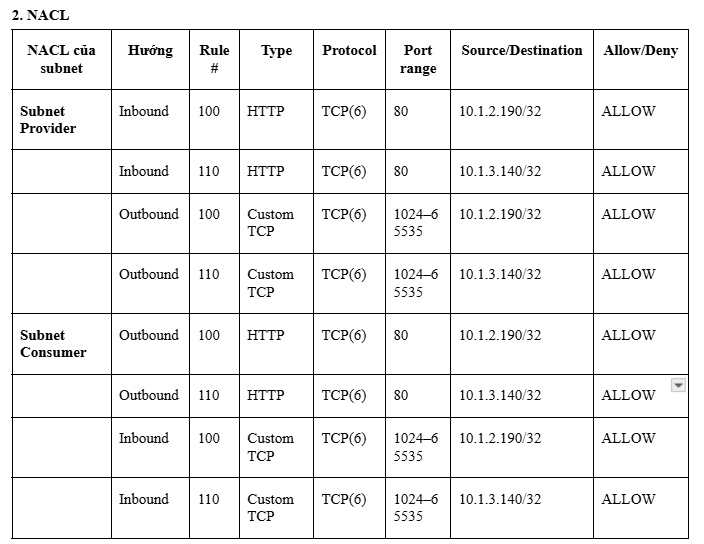 2. NACL
NACL của subnet | Hướng | Rule # | Type | Protocol | Port range | Source/Destination | Allow/Deny
Subnet Provider | Inbound | 100 | HTTP | TCP(6) | 80 | 10.1.2.190/32 | ALLOW
Inbound | 110 | HTTP | TCP(6) | 80 | 10.1.3.140/32 | ALLOW
Outbound | 100 | Custom TCP | TCP(6) | 1024–65535 | 10.1.2.190/32 | ALLOW
Outbound | 110 | Custom TCP | TCP(6) | 1024–65535 | 10.1.3.140/32 | ALLOW
Subnet Consumer | Outbound | 100 | HTTP | TCP(6) | 80 | 10.1.2.190/32 | ALLOW
Outbound | 110 | HTTP | TCP(6) | 80 | 10.1.3.140/32 | ALLOW
Inbound | 100 | Custom TCP | TCP(6) | 1024–65535 | 10.1.2.190/32 | ALLOW
Inbound | 110 | Custom TCP | TCP(6) | 1024–65535 | 10.1.3.140/32 | ALLOW